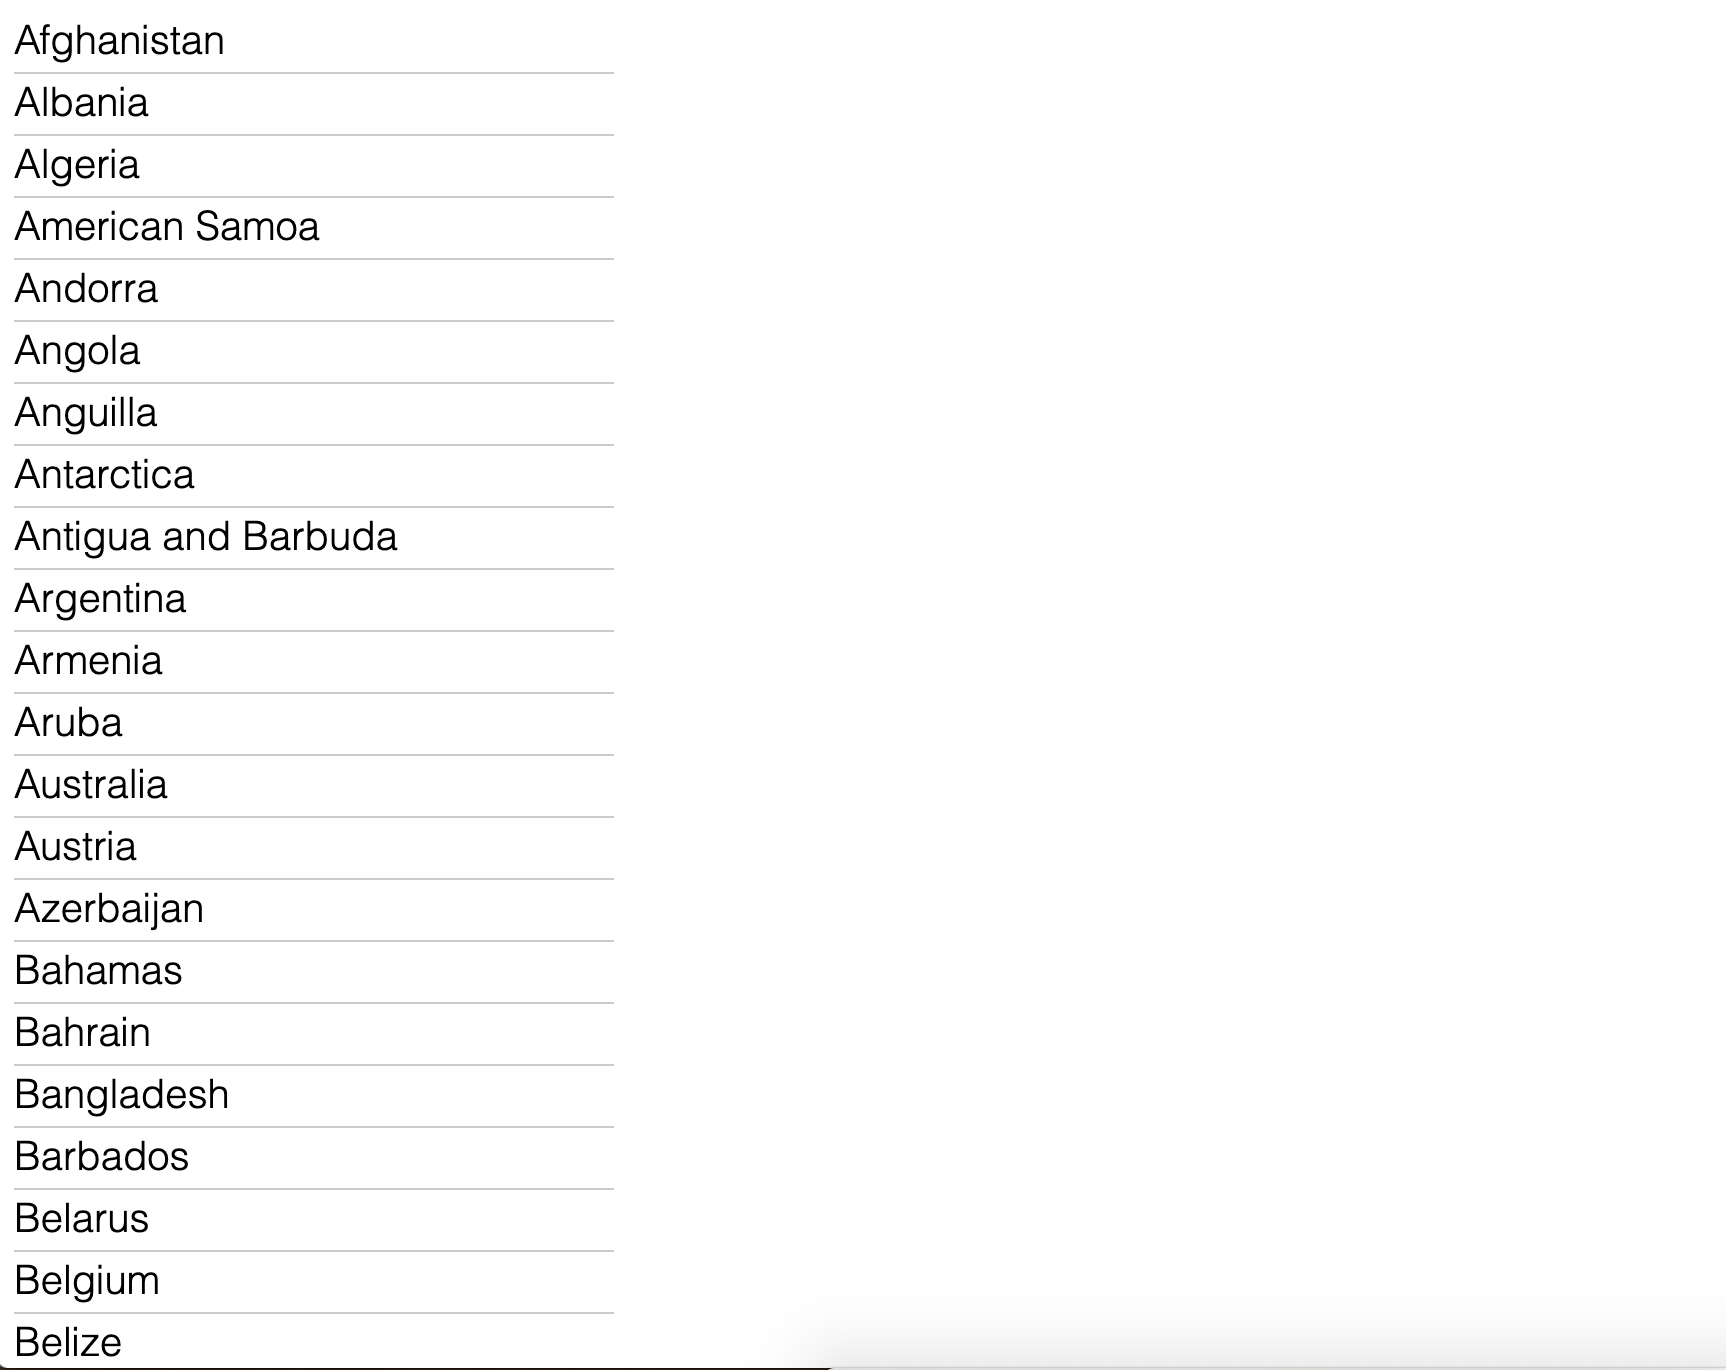 Afghanistan
Albania
Algeria
American Samoa
Andorra
Angola
Anguilla
Antarctica
Antigua and Barbuda
Argentina
Armenia
Aruba
Australia
Austria
Azerbaijan
Bahamas
Bahrain
Bangladesh
Barbados
Belarus
Belgium
Belize